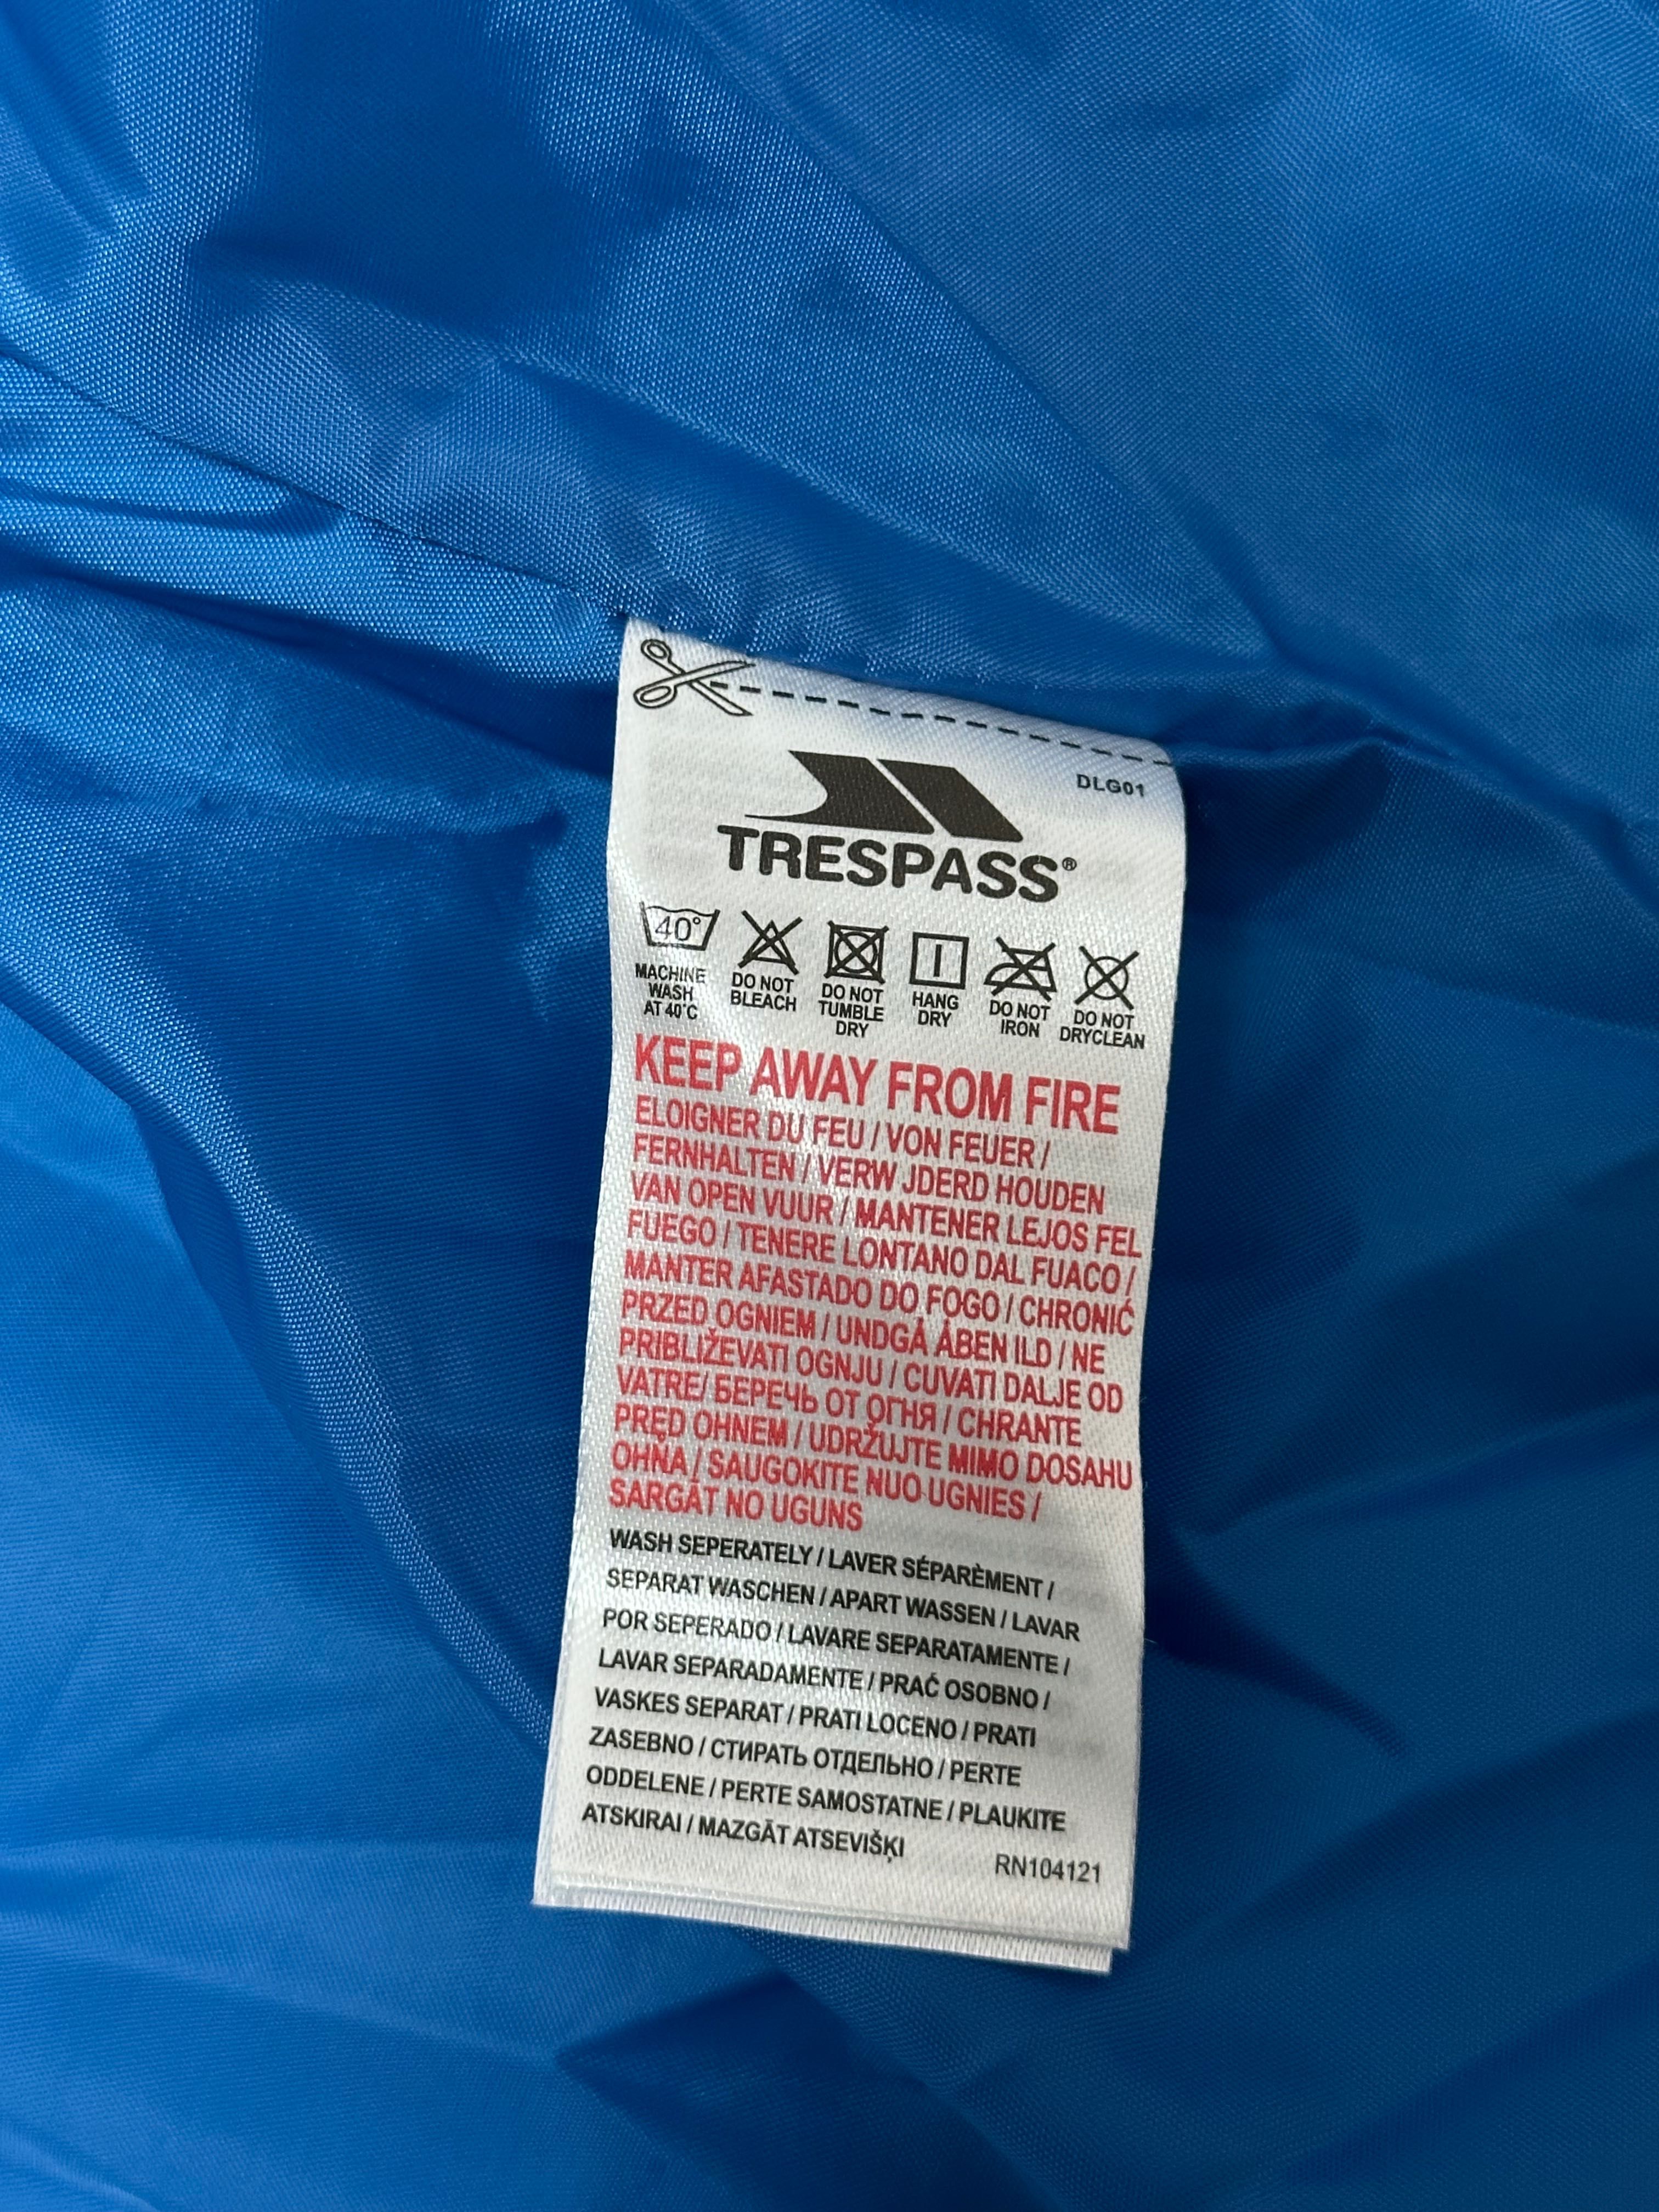 DLG01
TRESPASS®
40°
MACHINE WASH AT 40°C
DO NOT BLEACH
DO NOT TUMBLE DRY
HANG DRY
DO NOT IRON
DO NOT DRYCLEAN
KEEP AWAY FROM FIRE
ELOIGNER DU FEU / VON FEUER /
FERNHALTEN / VERW JDERD HOUDEN
VAN OPEN VUUR / MANTENER LEJOS FEL
FUEGO / TENERE LONTANO DAL FUACO /
MANTER AFASTADO DO FOGO / CHRONIĆ
PRZED OGNIEM / UNDGÅ ÅBEN ILD / NE
PRIBLIŽEVATI OGNJU / CUVATI DALJE OD
VATRE/ БЕРЕЧЬ ОТ ОГНЯ / CHRANTE
PRED OHNEM / UDRŽUJTE MIMO DOSAHU
OHŇA / SAUGOKITE NUO UGNIES /
SARGĀT NO UGUNS
WASH SEPERATELY / LAVER SÉPARÈMENT /
SEPARAT WASCHEN / APART WASSEN / LAVAR
POR SEPERADO / LAVARE SEPARATAMENTE /
LAVAR SEPARADAMENTE / PRAĆ OSOBNO /
VASKES SEPARAT / PRATI LOCENO / PRATI
ZASEBNO / СТИРАТЬ ОТДЕЛЬНО / PERTE
ODDELENE / PERTE SAMOSTATNE / PLAUKITE
ATSKIRAI / MAZGĀT ATSEVIŠĶI
RN104121